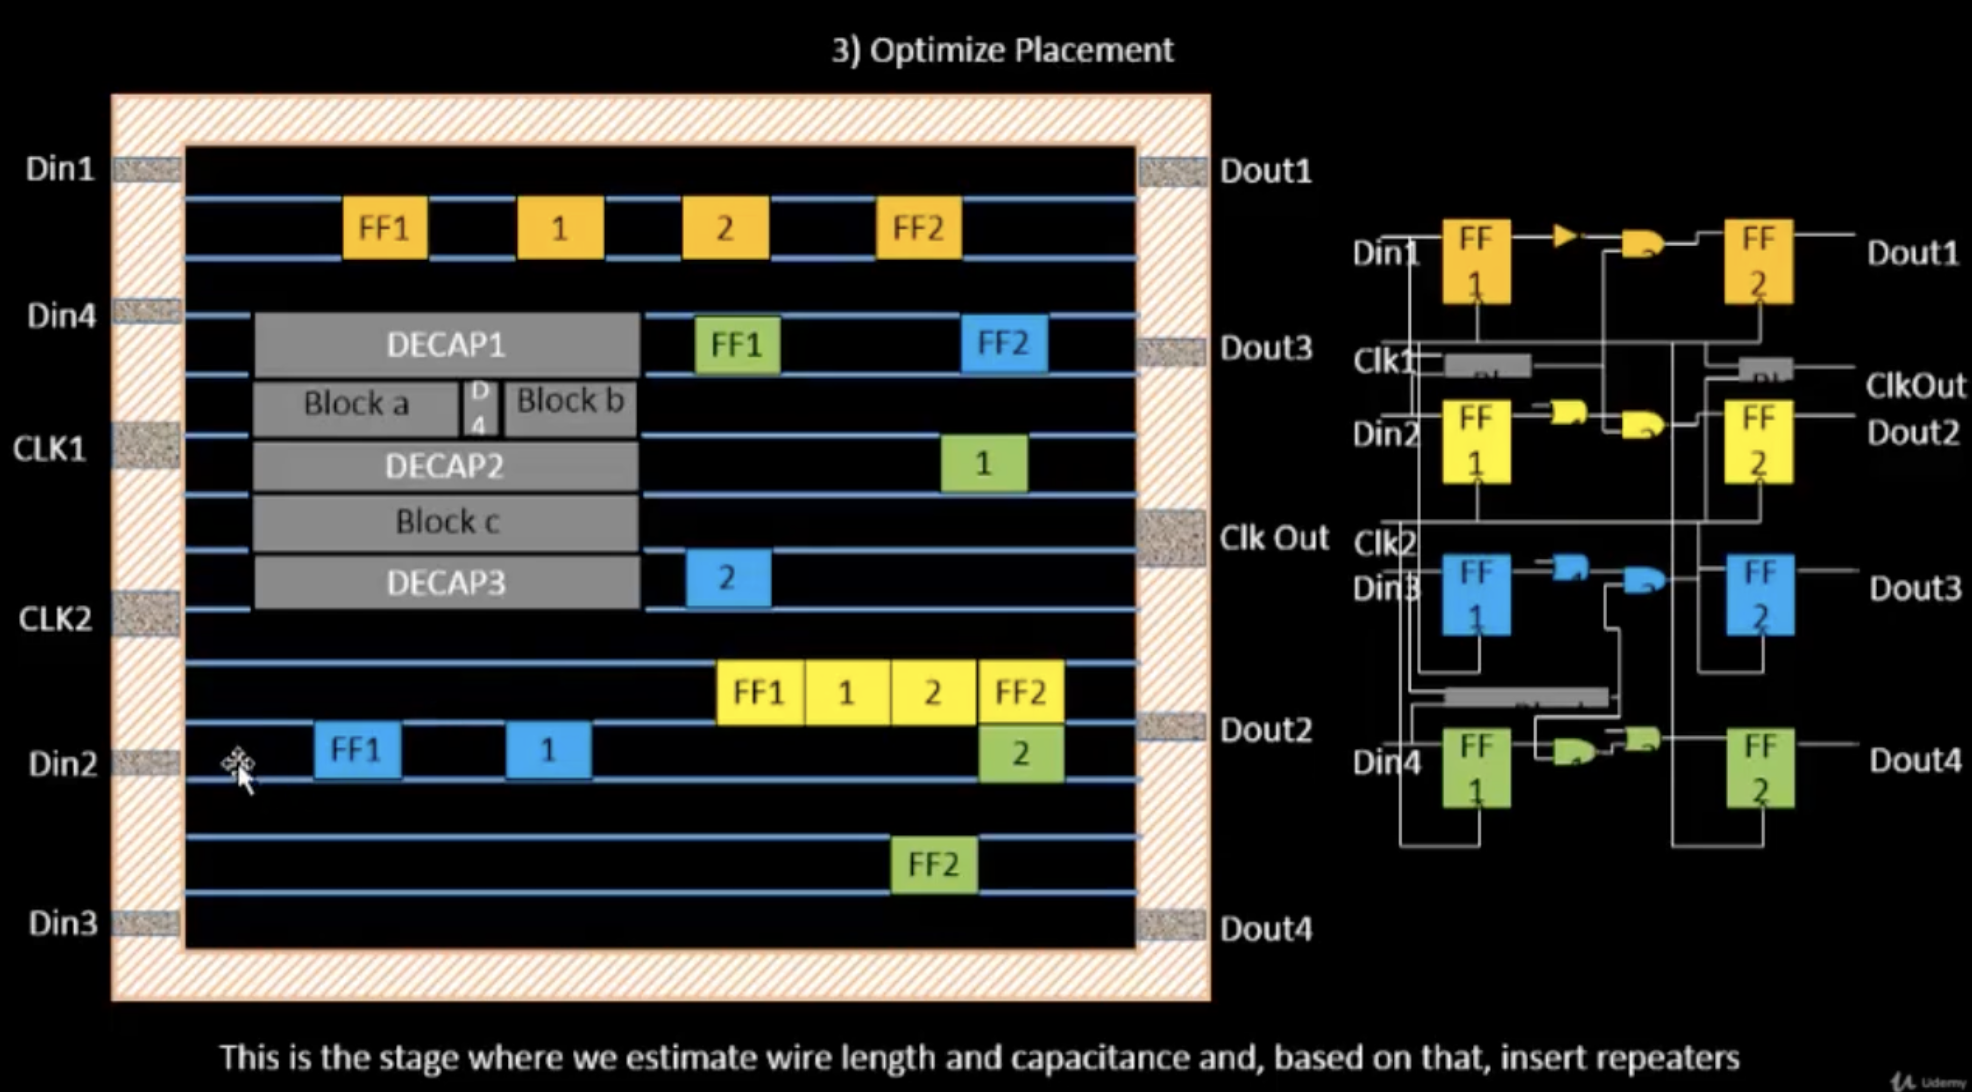 3) Optimize Placement
Din1
Dout1
FF1 1 2 FF2
Din4
DECAP1
FF1
FF2
Dout3
Block a
D
4
Block b
CLK1
DECAP2
1
Block c
Clk Out
DECAP3
2
CLK2
FF1 1 2 FF2
Dout2
Din2
FF1
1
2
FF2
Din3
Dout4
Din1
FF
1
2
FF
2
Dout1
Clk1
ClkOut
Din2
FF
1
FF
2
Dout2
Clk2
Din3
FF
1
FF
2
Dout3
Din4
FF
1
FF
2
Dout4
This is the stage where we estimate wire length and capacitance and, based on that, insert repeaters
Udemy